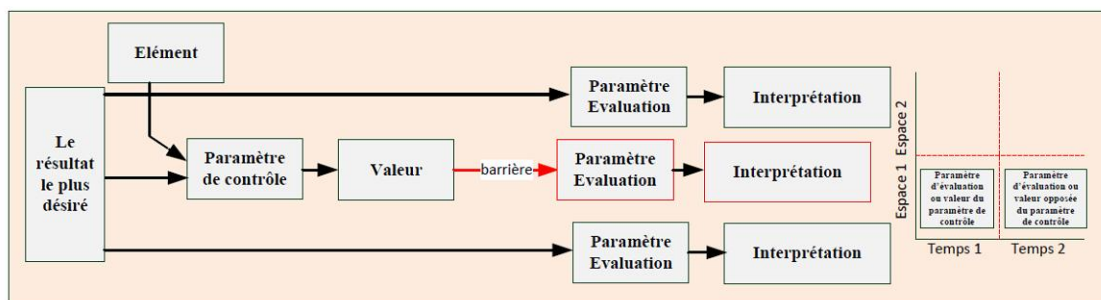 Elément
Le
résultat
le plus
désiré
Paramètre
de contrôle
Valeur
barrière
Paramètre
Evaluation
Interprétation
Paramètre
Evaluation
Interprétation
Paramètre
Evaluation
Interprétation
Espace 2
Espace 1
Paramètre
d'évaluation
ou valeur du
paramètre de
contrôle
Paramètre
d'évaluation ou
valeur opposée
du paramètre
de contrôle
Temps 1
Temps 2